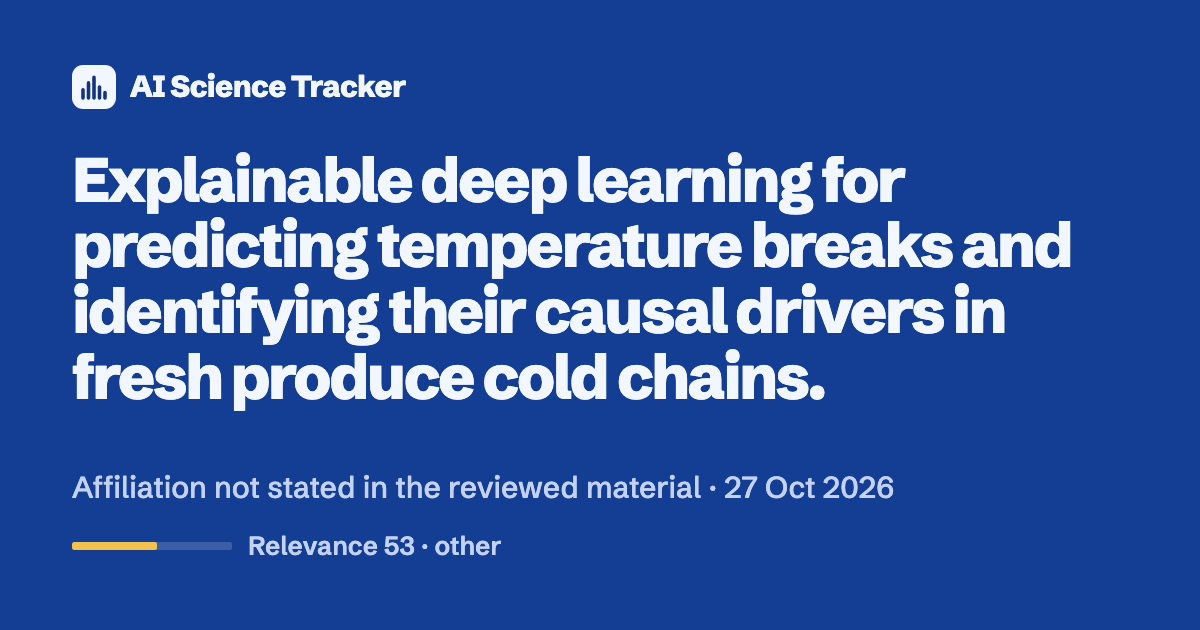 AI Science Tracker
Explainable deep learning for
predicting temperature breaks and
identifying their causal drivers in
fresh produce cold chains.
Affiliation not stated in the reviewed material · 27 Oct 2026
Relevance 53 · other